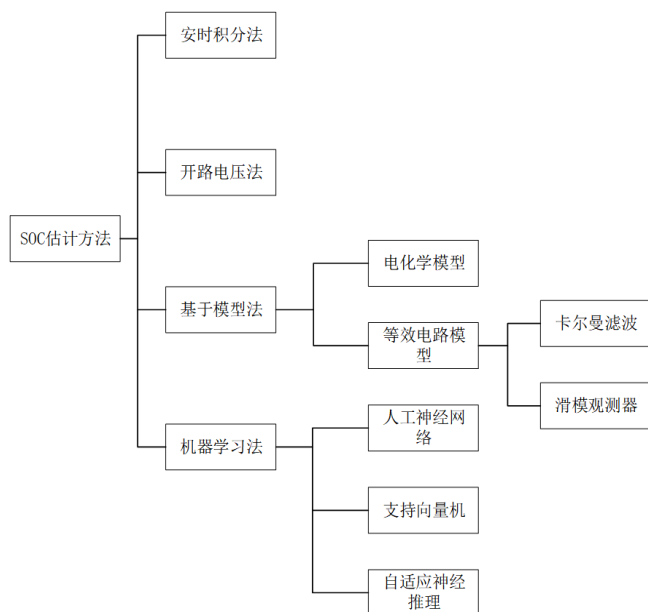 安时积分法
开路电压法
SOC估计方法
电化学模型
基于模型法
卡尔曼滤波
等效电路模
型
滑模观测器
人工神经网
络
机器学习法
支持向量机
自适应神经
推理